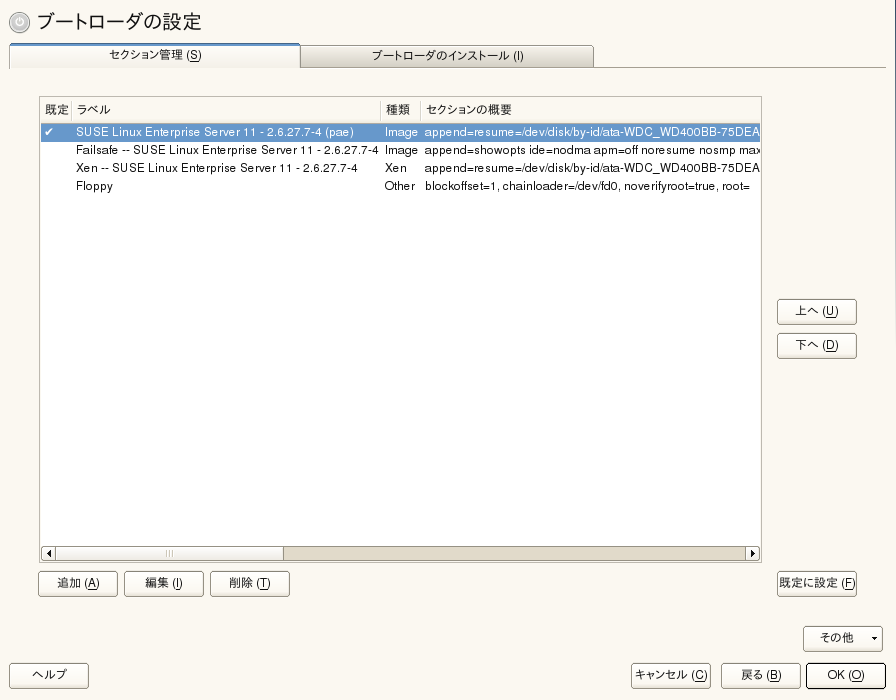 ブートローダの設定
セクション管理 (S)
ブートローダのインストール (I)
既定 ラベル 種類 セクションの概要
✔ SUSE Linux Enterprise Server 11 - 2.6.27.7-4 (pae) Image append=resume=/dev/disk/by-id/ata-WDC_WD400BB-75DEA
Failsafe -- SUSE Linux Enterprise Server 11 - 2.6.27.7-4 Image append=showopts ide=nodma apm=off noresume nosmp max
Xen -- SUSE Linux Enterprise Server 11 - 2.6.27.7-4 Xen append=resume=/dev/disk/by-id/ata-WDC_WD400BB-75DEA
Floppy Other blockoffset=1, chainloader=/dev/fd0, noverifyroot=true, root=
上へ (U)
下へ (D)
追加 (A) 編集 (I) 削除 (T) 既定に設定 (F)
その他
ヘルプ キャンセル (C) 戻る (B) OK (O)